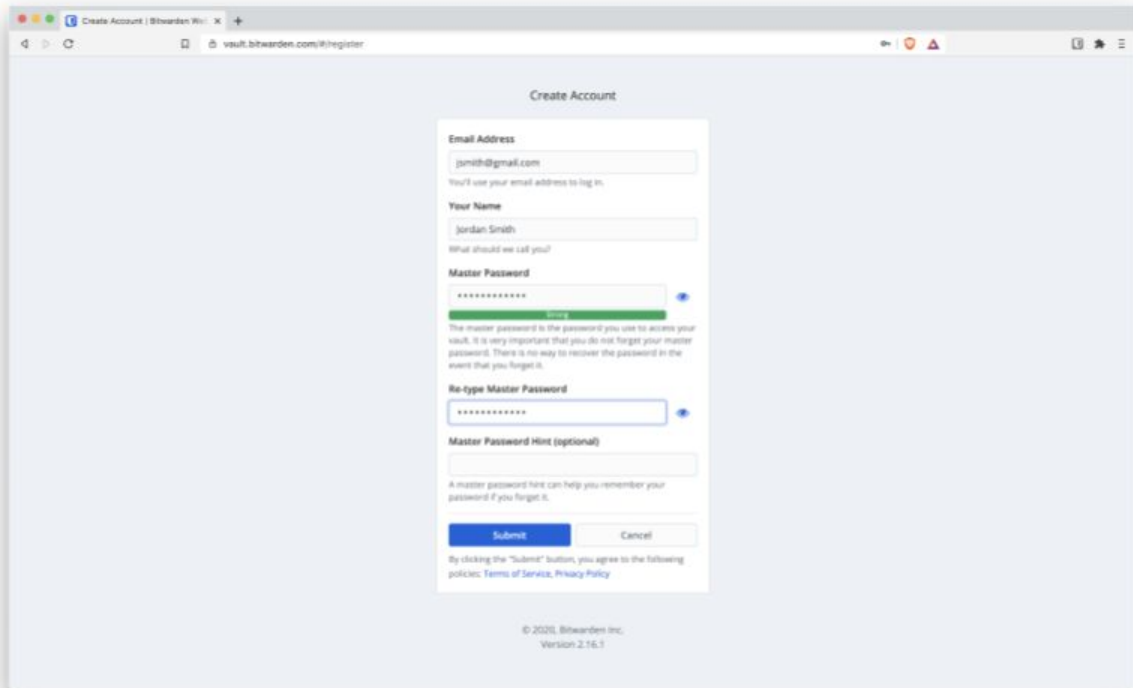 Create Account | Bitwarden We
vault.bitwarden.com/#/register
Create Account
Email Address
jsmith@gmail.com
You'll use your email address to log in.
Your Name
Jordan Smith
What should we call you?
Master Password
************
Strong
The master password is the password you use to access your
vault. It is very important that you do not forget your master
password. There is no way to recover the password in the
event that you forget it.
Re-type Master Password
************
Master Password Hint (optional)
A master password hint can help you remember your
password if you forget it.
Submit
Cancel
By clicking the "Submit" button, you agree to the following
policies: Terms of Service, Privacy Policy
© 2020, Bitwarden Inc.
Version 2.16.1